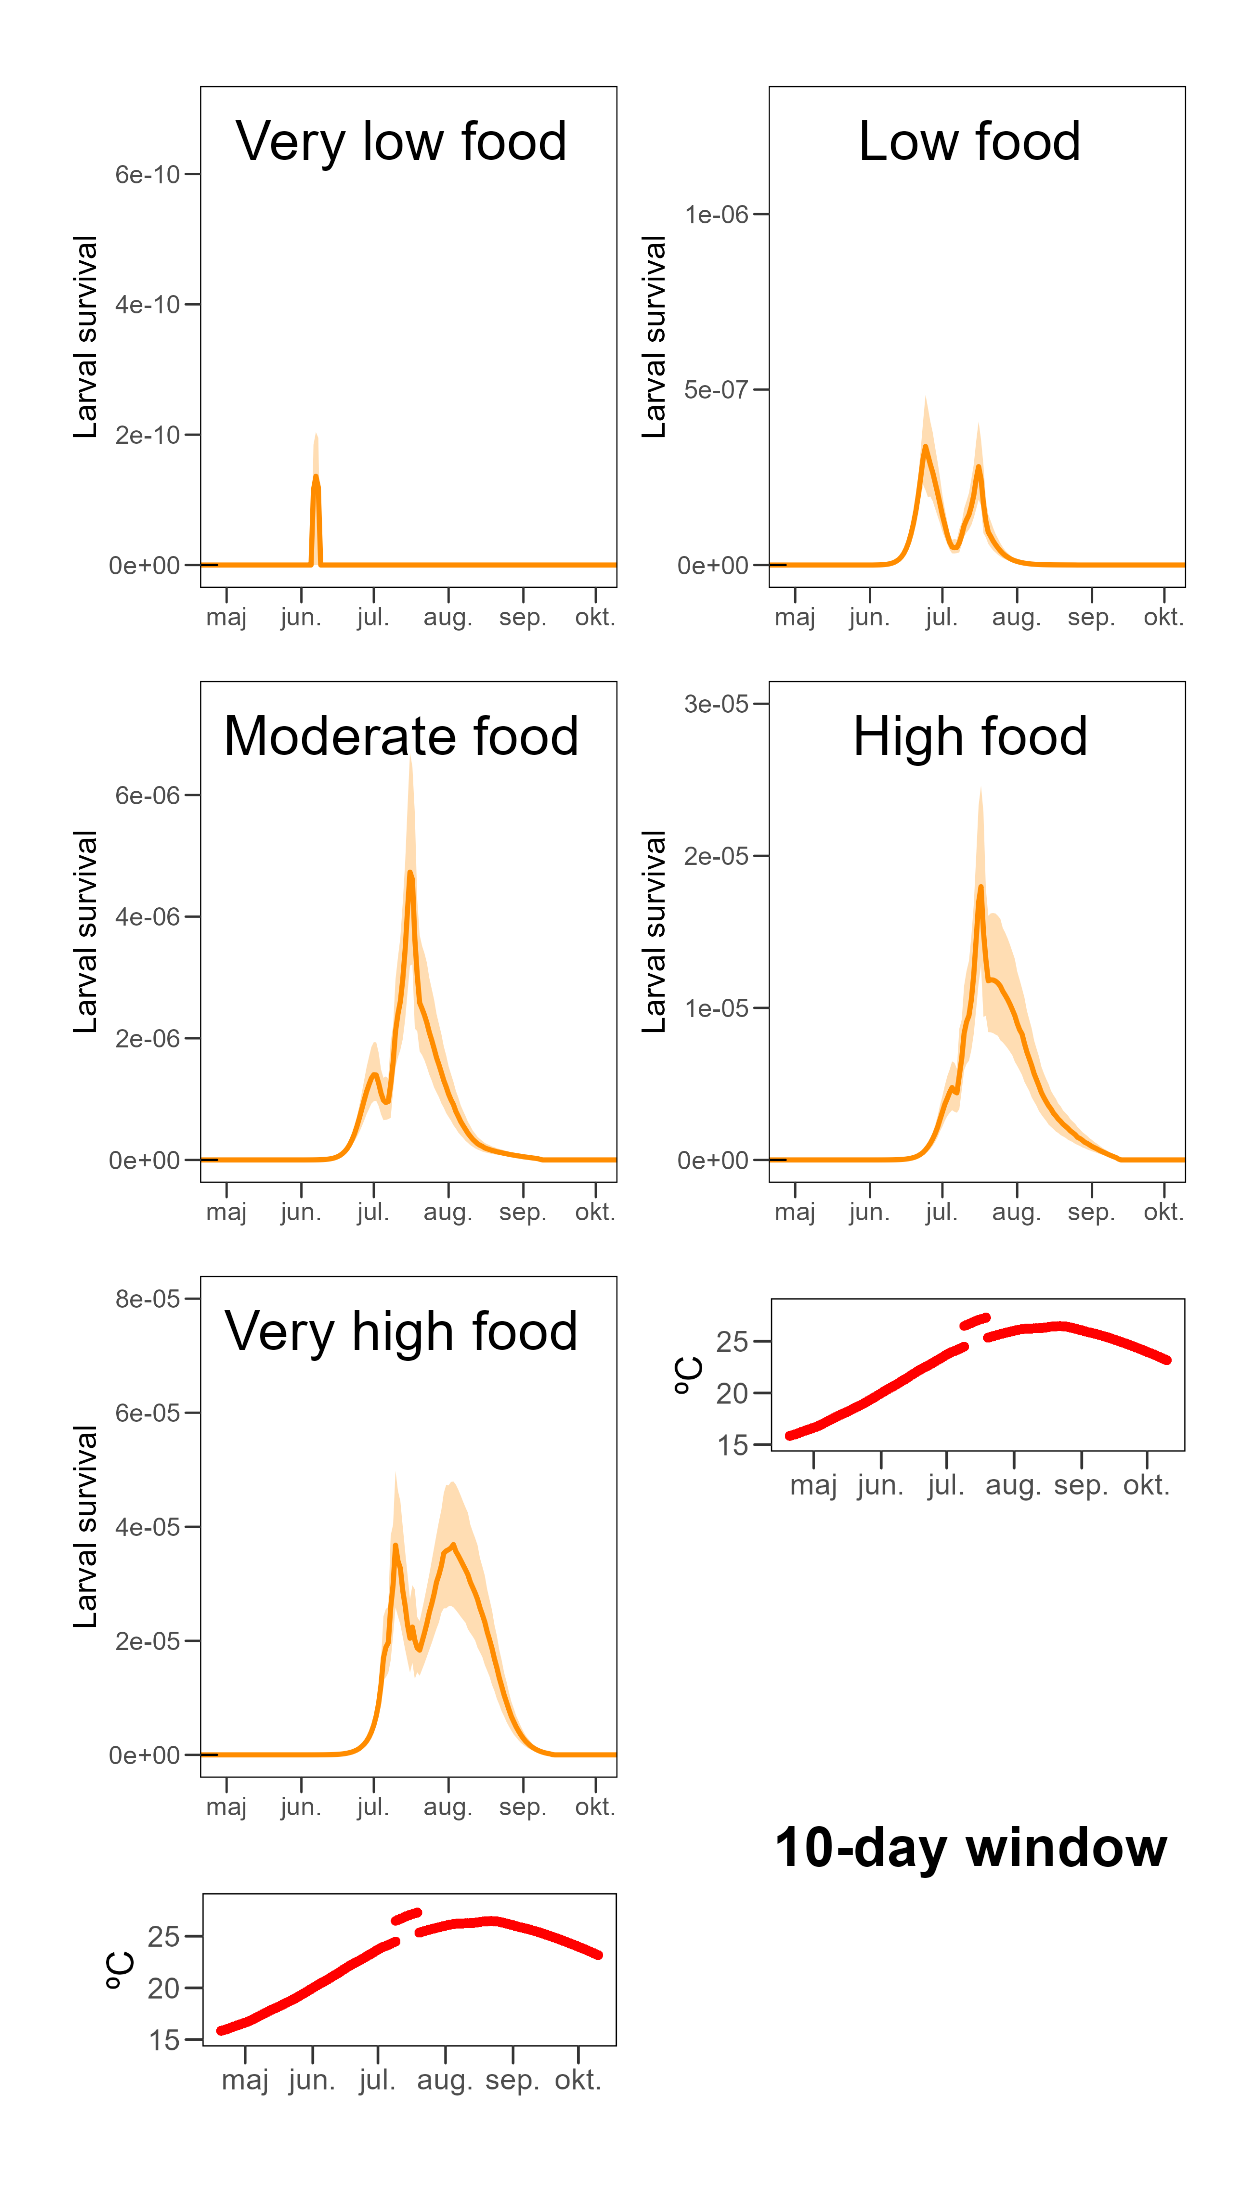 Very low food
Larval survival
6e-10
4e-10
2e-10
0e+00
maj jun. jul. aug. sep. okt.
Low food
Larval survival
1e-06
5e-07
0e+00
maj jun. jul. aug. sep. okt.
Moderate food
Larval survival
6e-06
4e-06
2e-06
0e+00
maj jun. jul. aug. sep. okt.
High food
Larval survival
3e-05
2e-05
1e-05
0e+00
maj jun. jul. aug. sep. okt.
Very high food
Larval survival
8e-05
6e-05
4e-05
2e-05
0e+00
maj jun. jul. aug. sep. okt.
ºC
25
20
15
maj jun. jul. aug. sep. okt.
10-day window
ºC
25
20
15
maj jun. jul. aug. sep. okt.